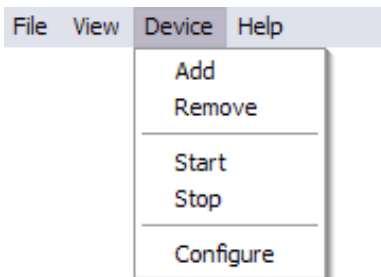 File View Device Help
Add
Remove
Start
Stop
Configure